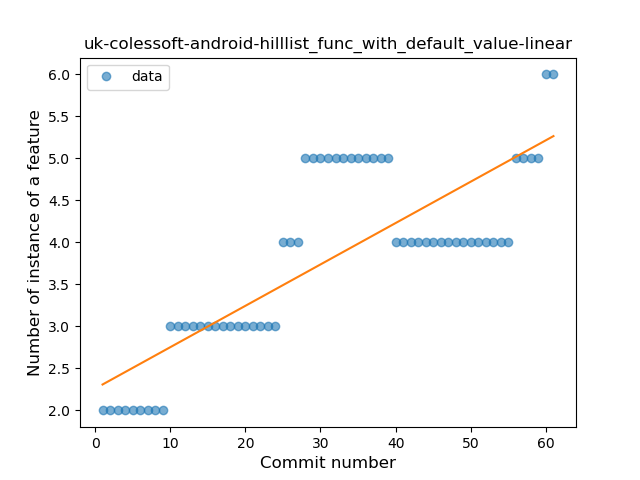 uk-colessoft-android-hilllist_func_with_default_value-linear
data
Number of instance of a feature
6.0
5.5
5.0
4.5
4.0
3.5
3.0
2.5
2.0
0 10 20 30 40 50 60
Commit number